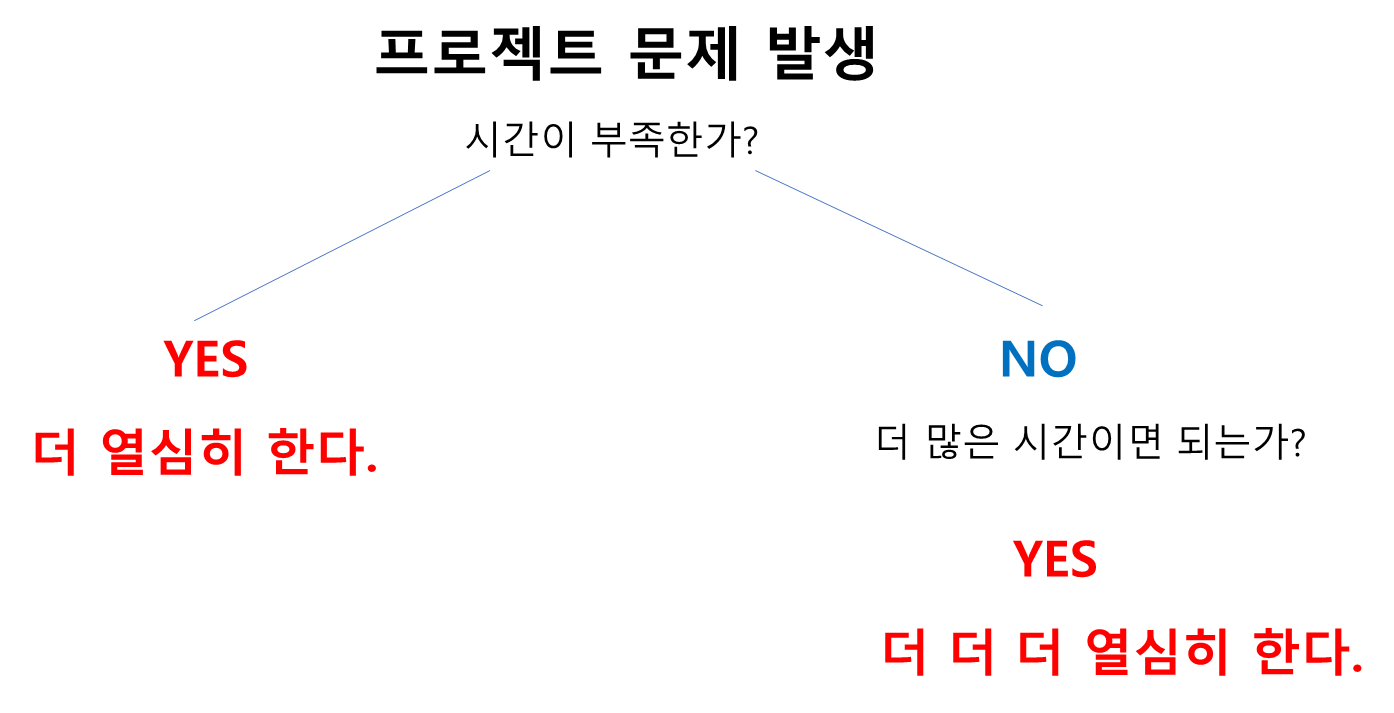 프로젝트 문제 발생
시간이 부족한가?
YES
더 열심히 한다.
NO
더 많은 시간이면 되는가?
YES
더 더 더 열심히 한다.